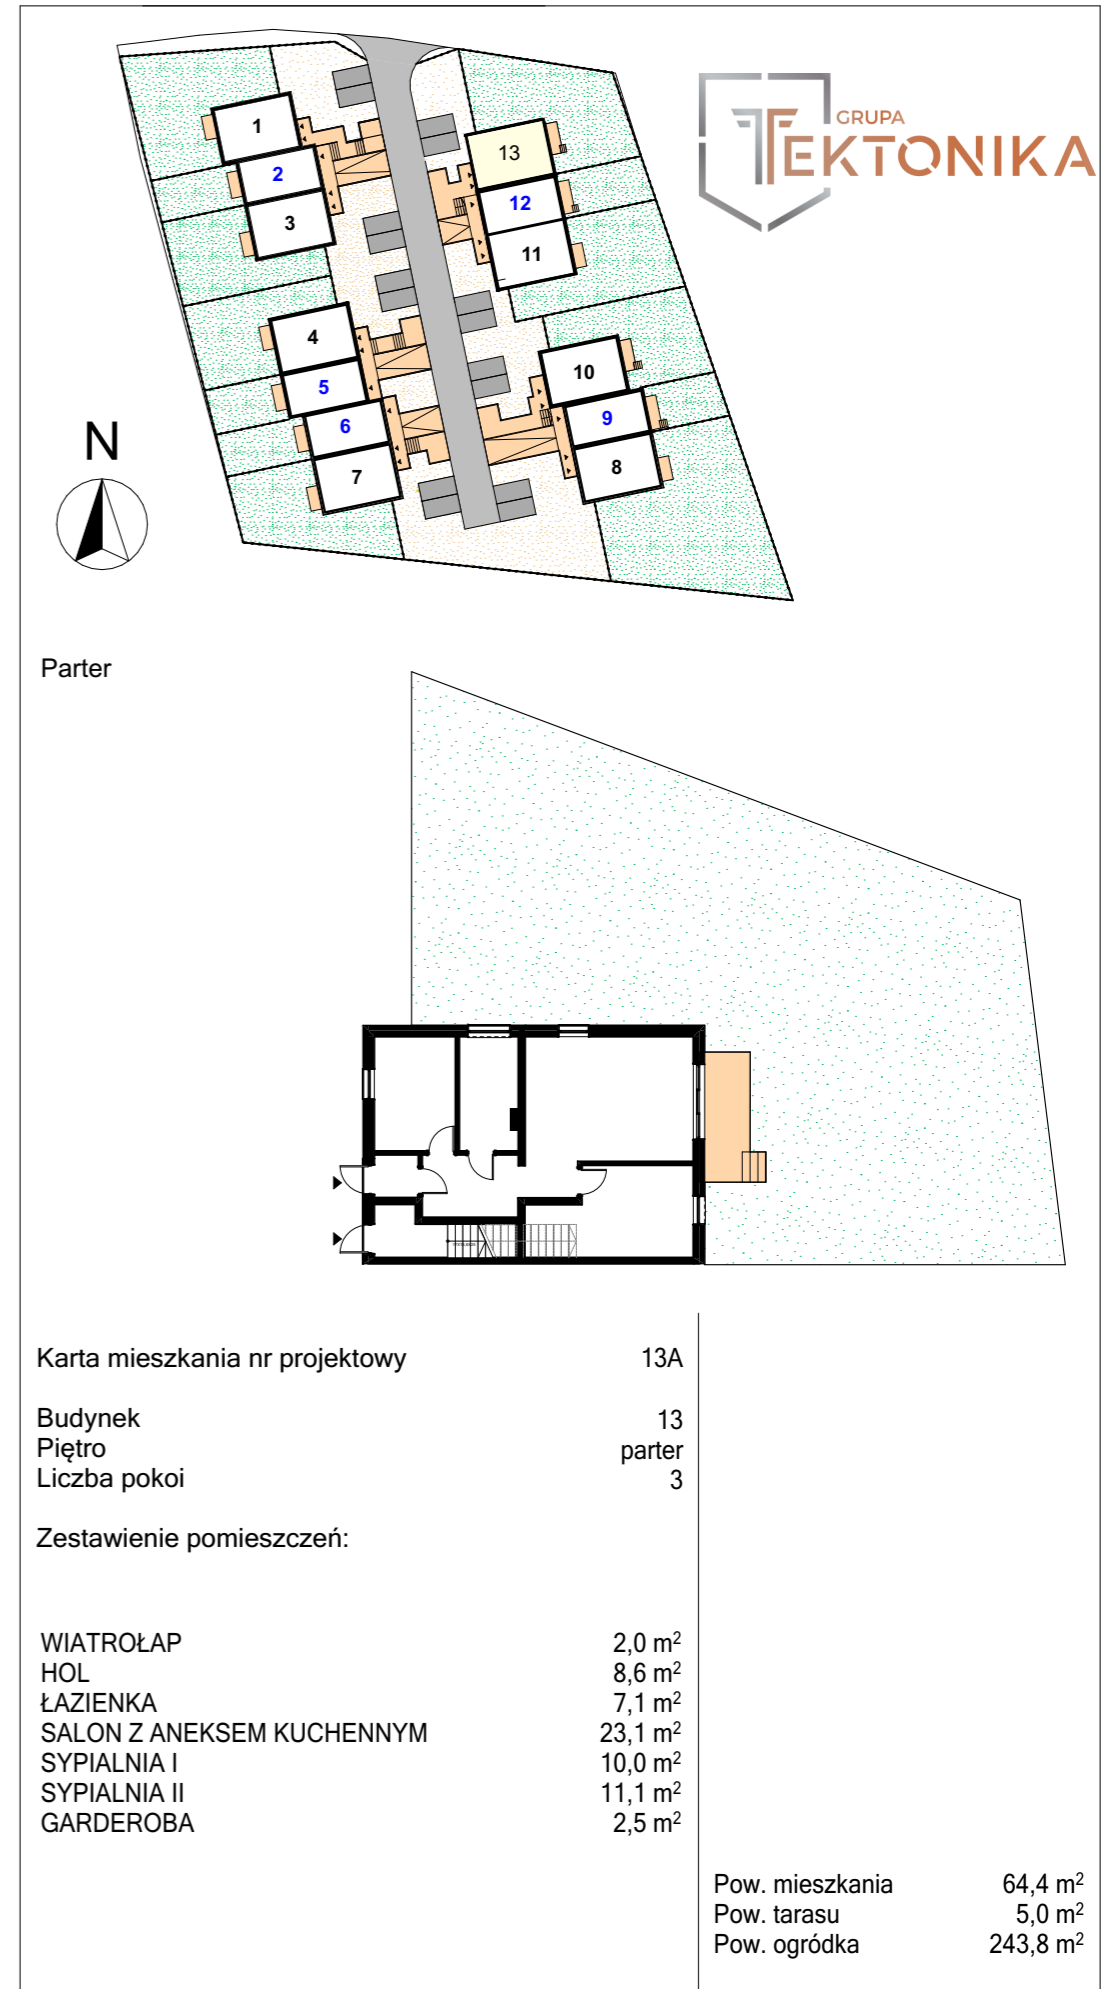 GRUPA
TEKTONIKA
1
2
3
13
12
11
4
5
6
7
10
9
8
N
Parter
Karta mieszkania nr projektowy 13A
Budynek 13
Piętro parter
Liczba pokoi 3
Zestawienie pomieszczeń:
WIATROŁAP 2,0 m²
HOL 8,6 m²
ŁAZIENKA 7,1 m²
SALON Z ANEKSEM KUCHENNYM 23,1 m²
SYPIALNIA I 10,0 m²
SYPIALNIA II 11,1 m²
GARDEROBA 2,5 m²
Pow. mieszkania 64,4 m²
Pow. tarasu 5,0 m²
Pow. ogródka 243,8 m²